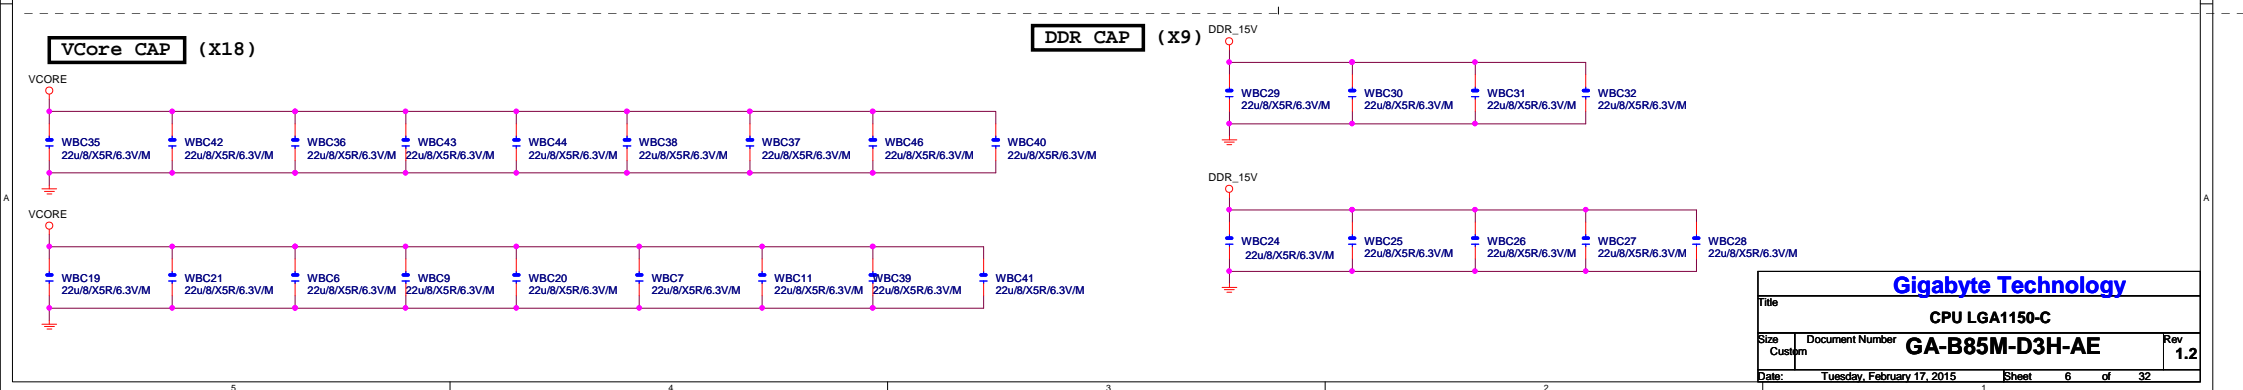 VCore CAP (X18)
VCORE
WBC35 WBC42 WBC36 WBC43 WBC44 WBC38 WBC37 WBC46 WBC40
22u/8/X5R/6.3V/M 22u/8/X5R/6.3V/M 22u/8/X5R/6.3V/M 22u/8/X5R/6.3V/M 22u/8/X5R/6.3V/M 22u/8/X5R/6.3V/M 22u/8/X5R/6.3V/M 22u/8/X5R/6.3V/M 22u/8/X5R/6.3V/M
VCORE
WBC19 WBC21 WBC6 WBC9 WBC20 WBC7 WBC11 WBC39 WBC41
22u/8/X5R/6.3V/M 22u/8/X5R/6.3V/M 22u/8/X5R/6.3V/M 22u/8/X5R/6.3V/M 22u/8/X5R/6.3V/M 22u/8/X5R/6.3V/M 22u/8/X5R/6.3V/M 22u/8/X5R/6.3V/M 22u/8/X5R/6.3V/M
DDR CAP (X9)
DDR_15V
WBC29 WBC30 WBC31 WBC32
22u/8/X5R/6.3V/M 22u/8/X5R/6.3V/M 22u/8/X5R/6.3V/M 22u/8/X5R/6.3V/M
DDR_15V
WBC24 WBC25 WBC26 WBC27 WBC28
22u/8/X5R/6.3V/M 22u/8/X5R/6.3V/M 22u/8/X5R/6.3V/M 22u/8/X5R/6.3V/M 22u/8/X5R/6.3V/M
A A
Gigabyte Technology
Title
CPU LGA1150-C
Size Document Number Rev
Custom GA-B85M-D3H-AE 1.2
Date: Tuesday, February 17, 2015 Sheet 6 of 32
5 4 3 2 1